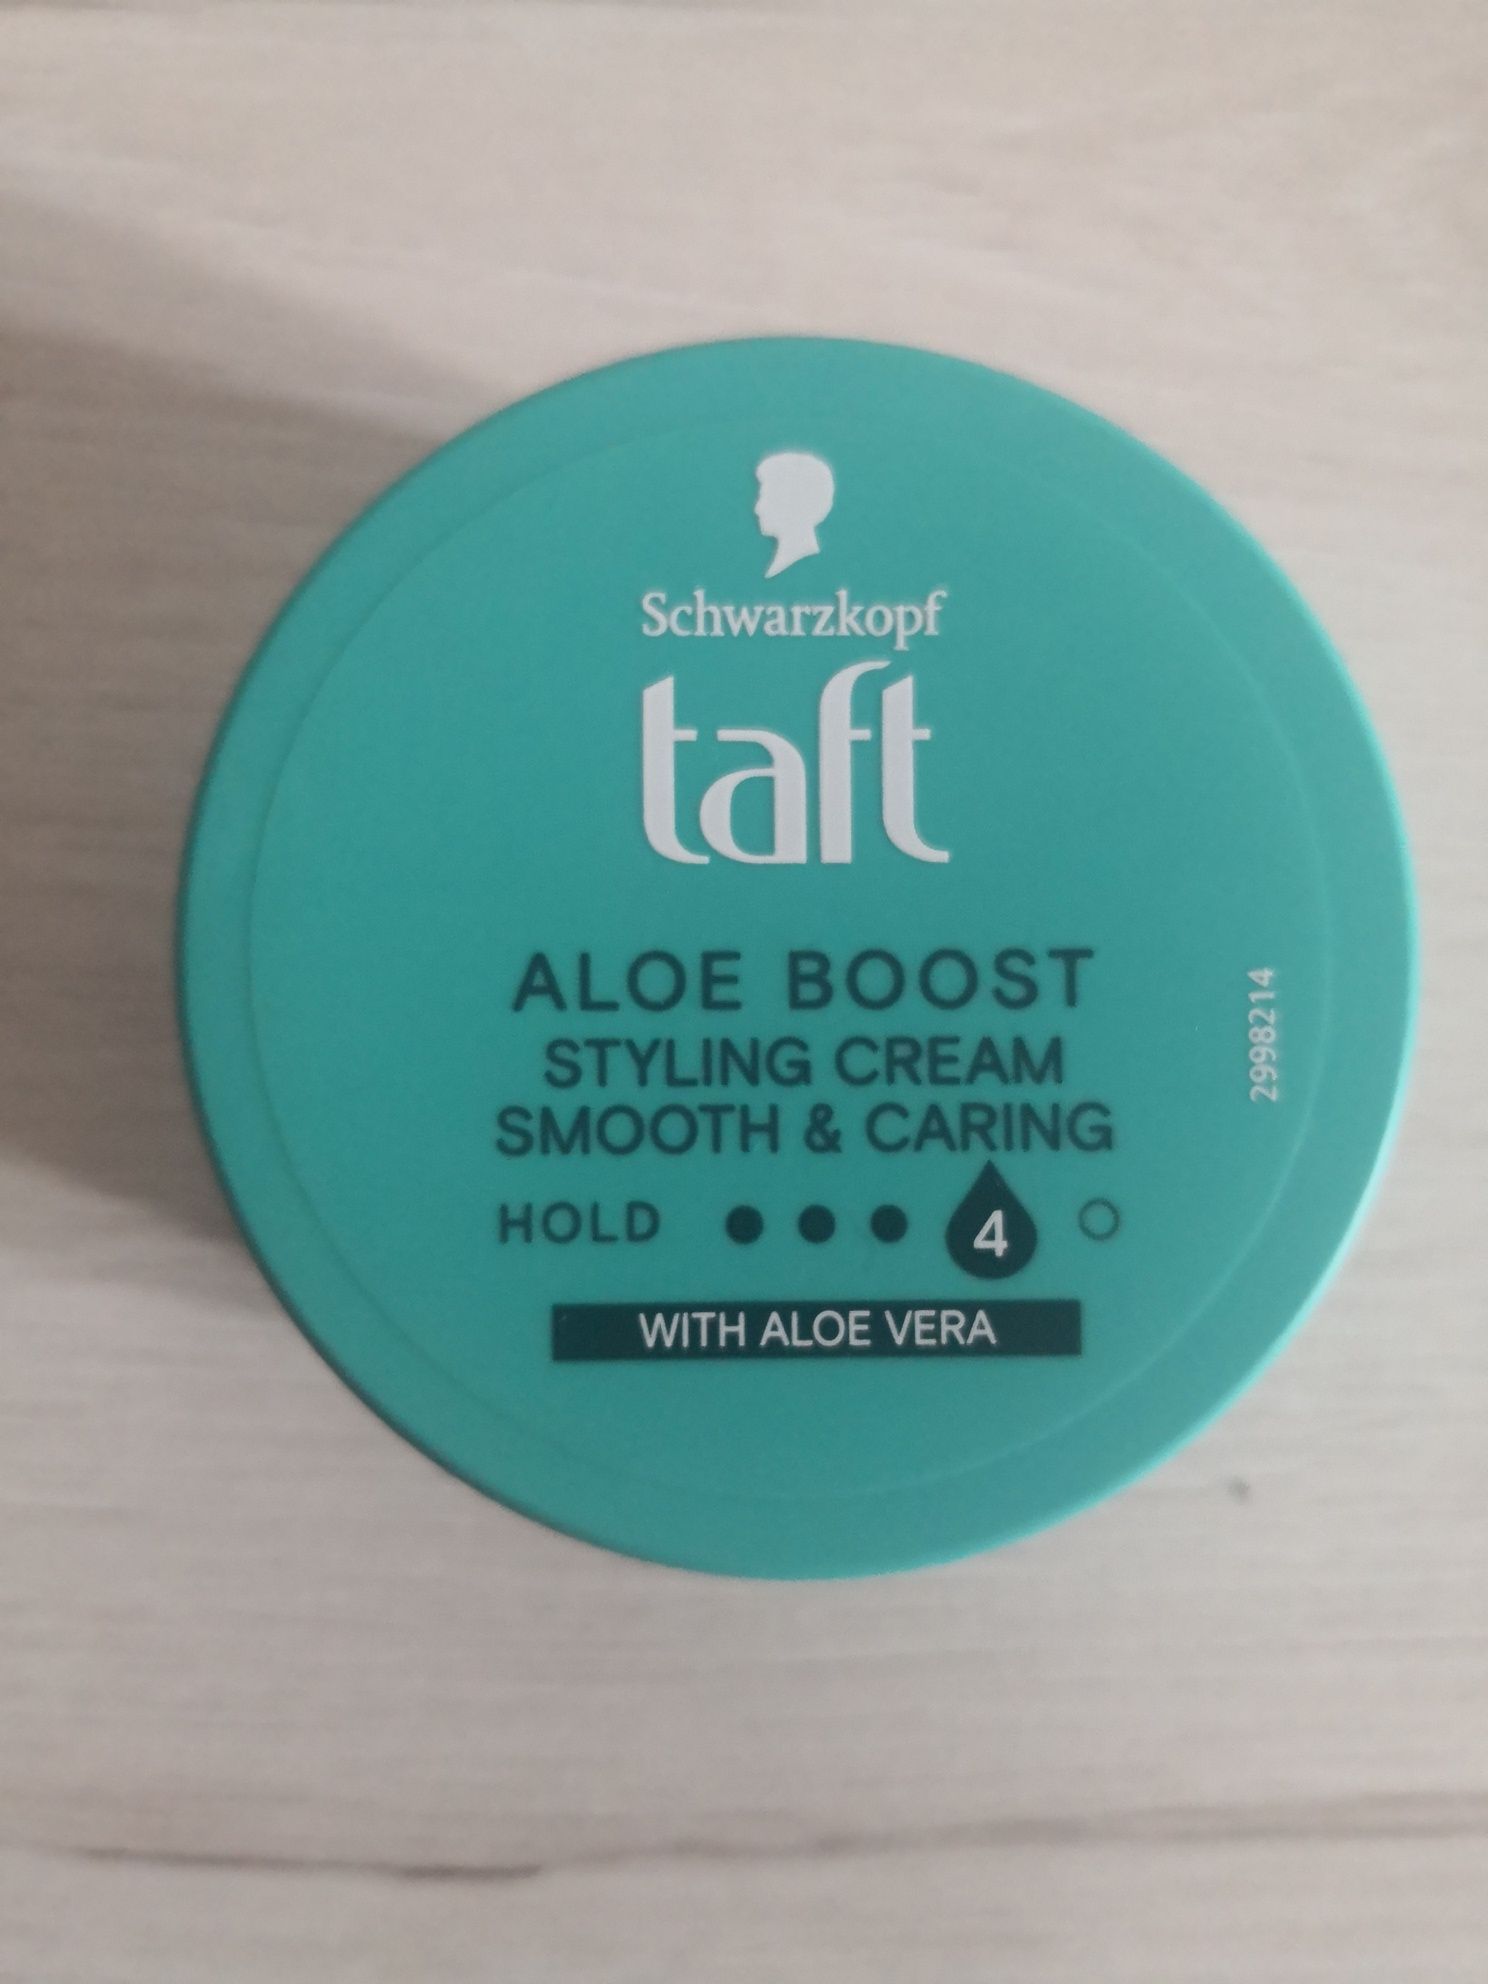 Schwarzkopf
taft
ALOE BOOST
STYLING CREAM
SMOOTH & CARING
HOLD 4
WITH ALOE VERA
2998214